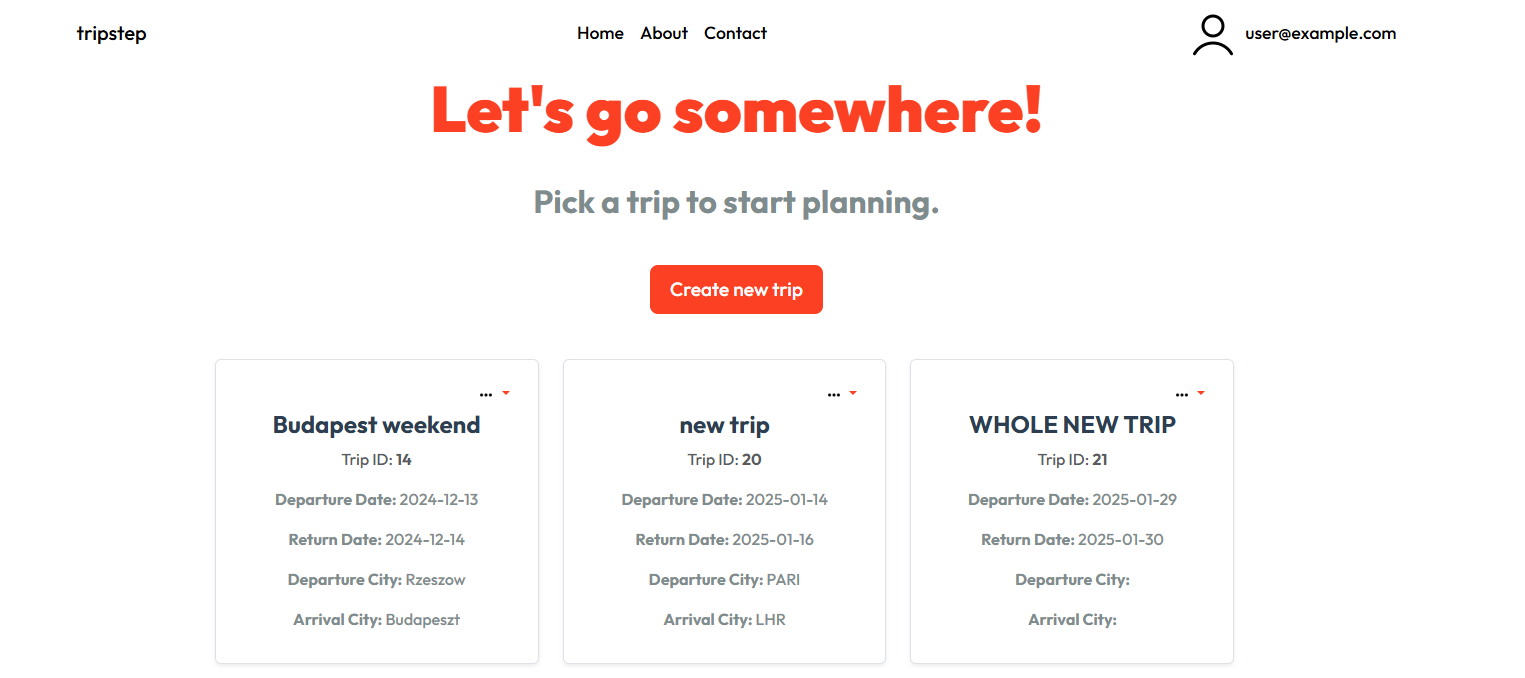 tripstep
Home About Contact
user@example.com
Let's go somewhere!
Pick a trip to start planning.
Create new trip
...
Budapest weekend
Trip ID: 14
Departure Date: 2024-12-13
Return Date: 2024-12-14
Departure City: Rzeszow
Arrival City: Budapeszt
...
new trip
Trip ID: 20
Departure Date: 2025-01-14
Return Date: 2025-01-16
Departure City: PARI
Arrival City: LHR
...
WHOLE NEW TRIP
Trip ID: 21
Departure Date: 2025-01-29
Return Date: 2025-01-30
Departure City:
Arrival City: